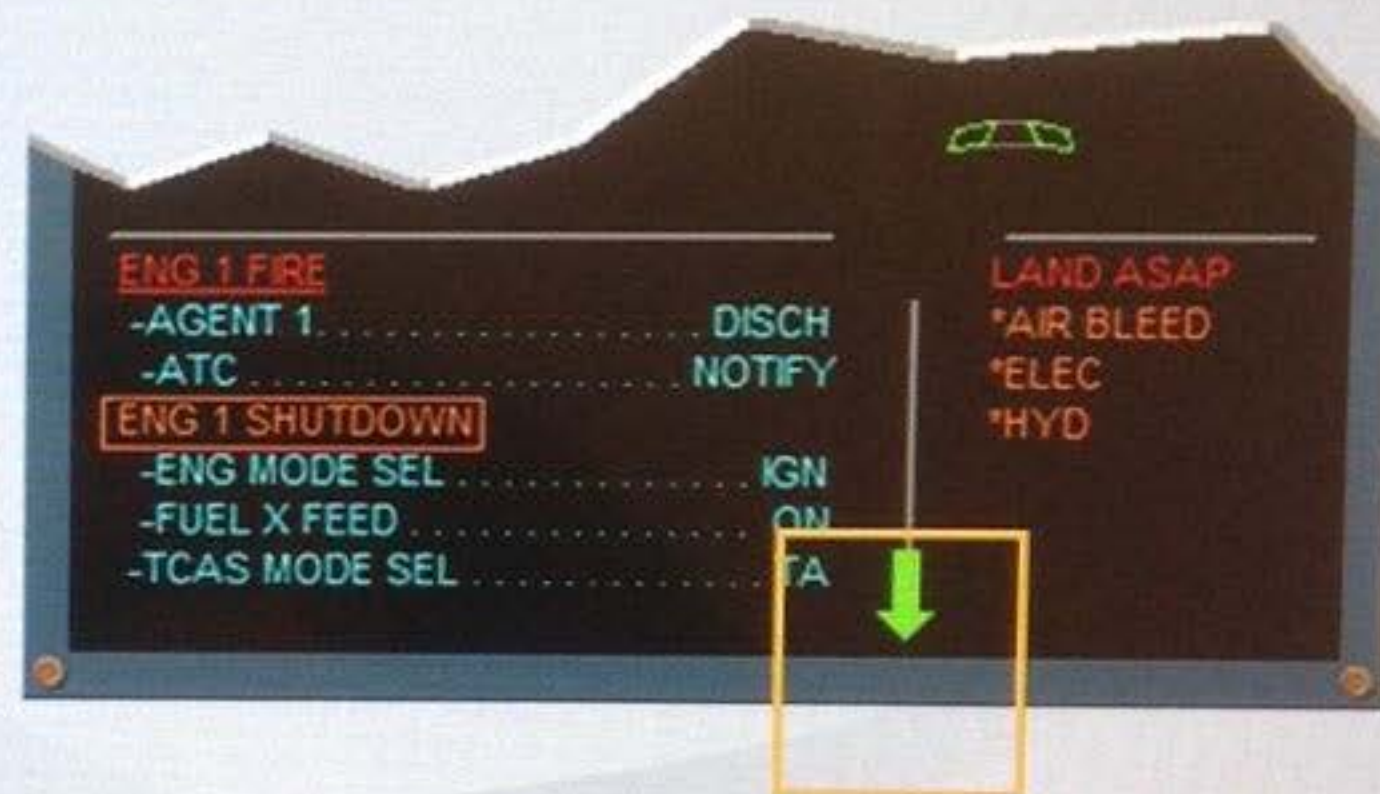 ENG 1 FIRE
-AGENT 1. . . . . . . . . . . . . . . . . . . DISCH
-ATC . . . . . . . . . . . . . . . . . . . . . NOTIFY
ENG 1 SHUTDOWN
-ENG MODE SEL . . . . . . . . . . . . . IGN
-FUEL X FEED . . . . . . . . . . . . . . . ON
-TCAS MODE SEL . . . . . . . . . . . . . TA
LAND ASAP
*AIR BLEED
*ELEC
*HYD